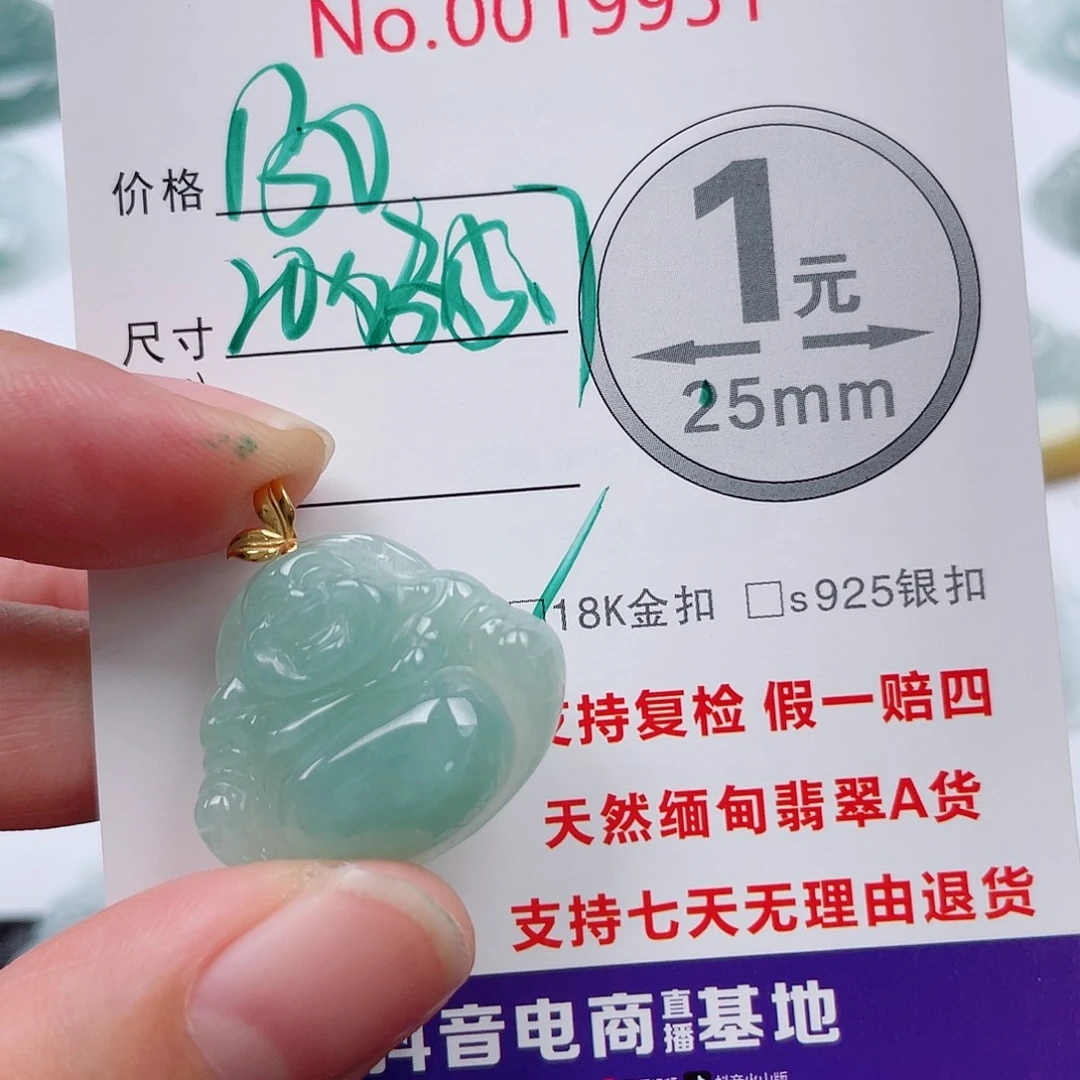 No.0019931
价格
1元
尺寸
25mm
18K金扣 □s925银扣
支持复检 假一赔四
天然缅甸翡翠A货
支持七天无理由退货
抖音电商直播基地